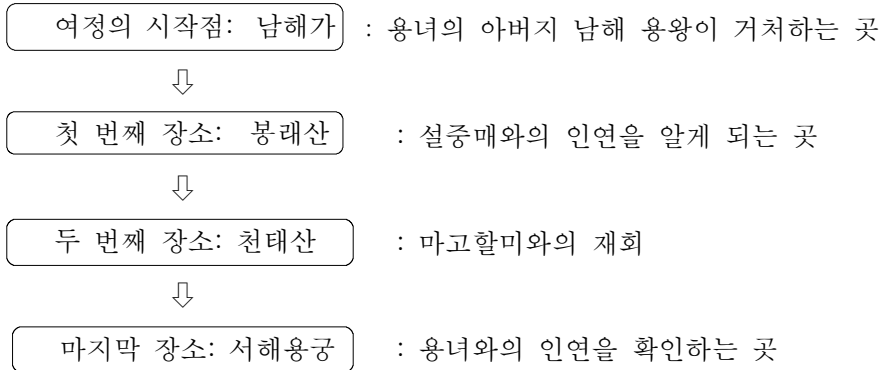 여정의 시작점: 남해가 : 용녀의 아버지 남해 용왕이 거처하는 곳
⇩
첫 번째 장소: 봉래산 : 설중매와의 인연을 알게 되는 곳
⇩
두 번째 장소: 천태산 : 마고할미와의 재회
⇩
마지막 장소: 서해용궁 : 용녀와의 인연을 확인하는 곳